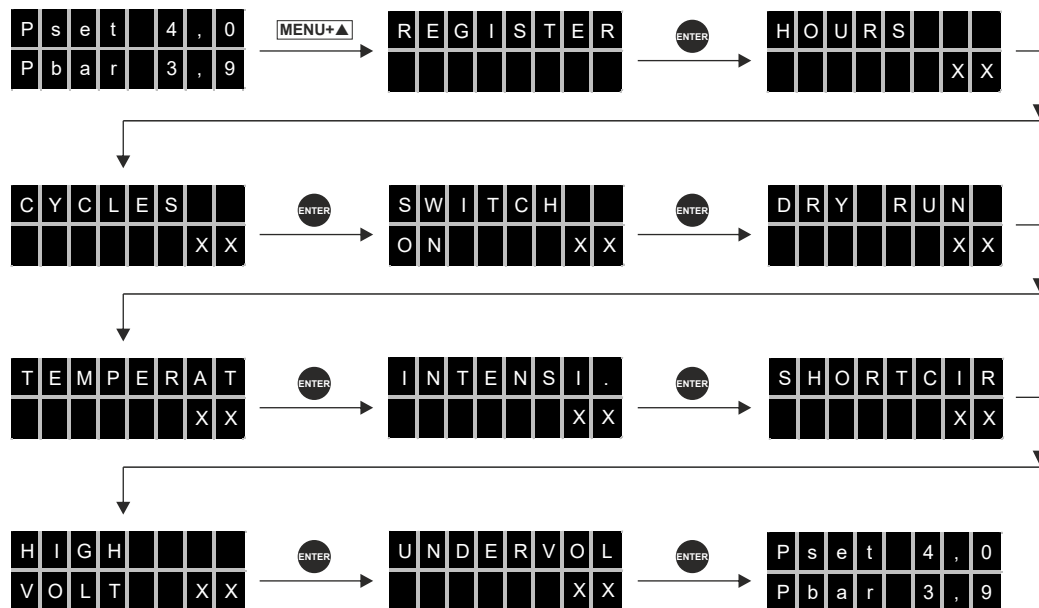 Pset 4,0
Pbar 3,9
MENU+▲
REGISTER
ENTER
HOURS
XX
CYCLES
XX
ENTER
SWITCH
ON XX
ENTER
DRY RUN
XX
TEMPERAT
XX
ENTER
INTENSI.
XX
ENTER
SHORTCIR
XX
HIGH
VOLT XX
ENTER
UNDERVOL
XX
ENTER
Pset 4,0
Pbar 3,9